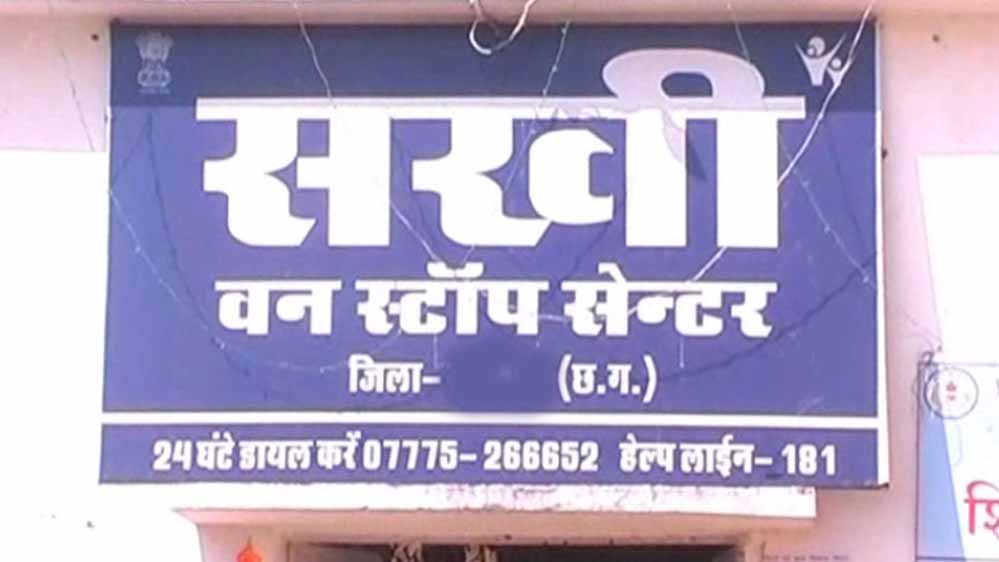 सखी
वन स्टॉप सेन्टर
जिला- (छ.ग.)
24 घंटे डायल करें 07775-266652 हेल्प लाईन-181